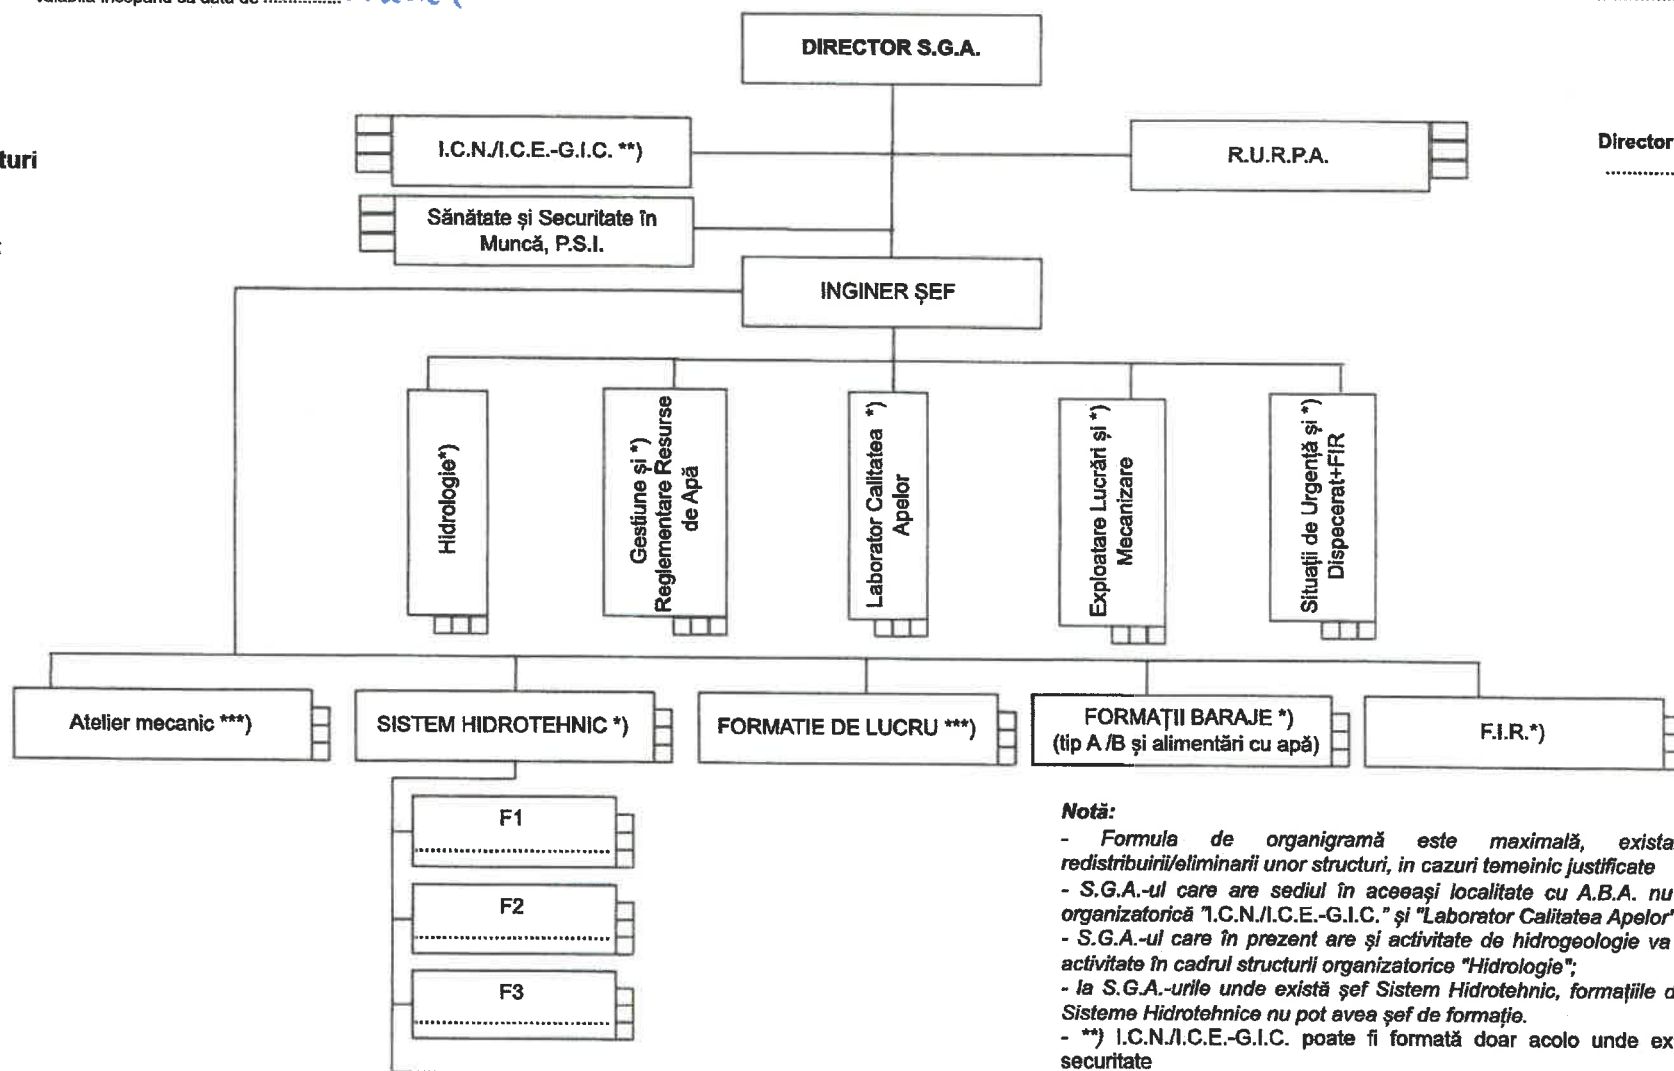 DIRECTOR S.G.A.
I.C.N./I.C.E.-G.I.C. **)
R.U.R.P.A.
Director
..................
turi
Sănătate și Securitate în
Muncă, P.S.I.
INGINER ȘEF
Hidrologie*)
Gestiune și *)
Reglementare Resurse
de Apă
Laborator Calitatea *)
Apelor
Exploatare Lucrări și *)
Mecanizare
Situații de Urgență și *)
Dispecerat+FIR
Atelier mecanic ***)
SISTEM HIDROTEHNIC *)
FORMATIE DE LUCRU ***)
FORMAȚII BARAJE *)
(tip A /B și alimentări cu apă)
F.I.R.*)
F1
..................................
F2
..................................
F3
..................................
Notă:
- Formula de organigramă este maximală, exista
redistribuirii/eliminarii unor structuri, in cazuri temeinic justificate
- S.G.A.-ul care are sediul în aceeași localitate cu A.B.A. nu
organizatorică "I.C.N./I.C.E.-G.I.C." și "Laborator Calitatea Apelor"
- S.G.A.-ul care în prezent are și activitate de hidrogeologie va
activitate în cadrul structurii organizatorice "Hidrologie";
- la S.G.A.-urile unde există șef Sistem Hidrotehnic, formațiile d
Sisteme Hidrotehnice nu pot avea șef de formație.
- **) I.C.N./I.C.E.-G.I.C. poate fi formată doar acolo unde ex
securitate